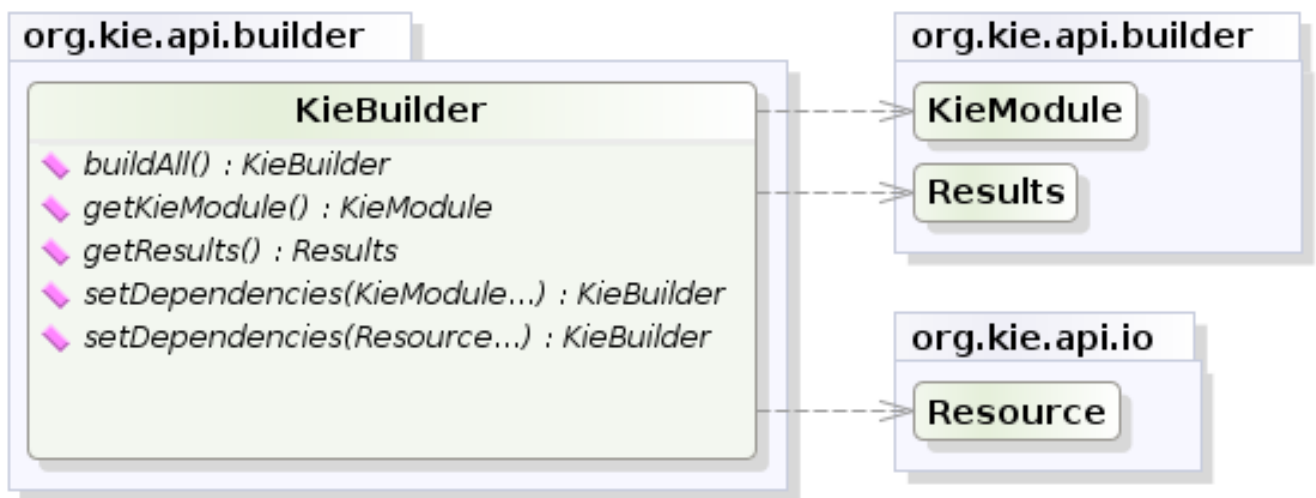 org.kie.api.builder
KieBuilder
buildAll() : KieBuilder
getKieModule() : KieModule
getResults() : Results
setDependencies(KieModule...) : KieBuilder
setDependencies(Resource...) : KieBuilder
org.kie.api.builder
KieModule
Results
org.kie.api.io
Resource